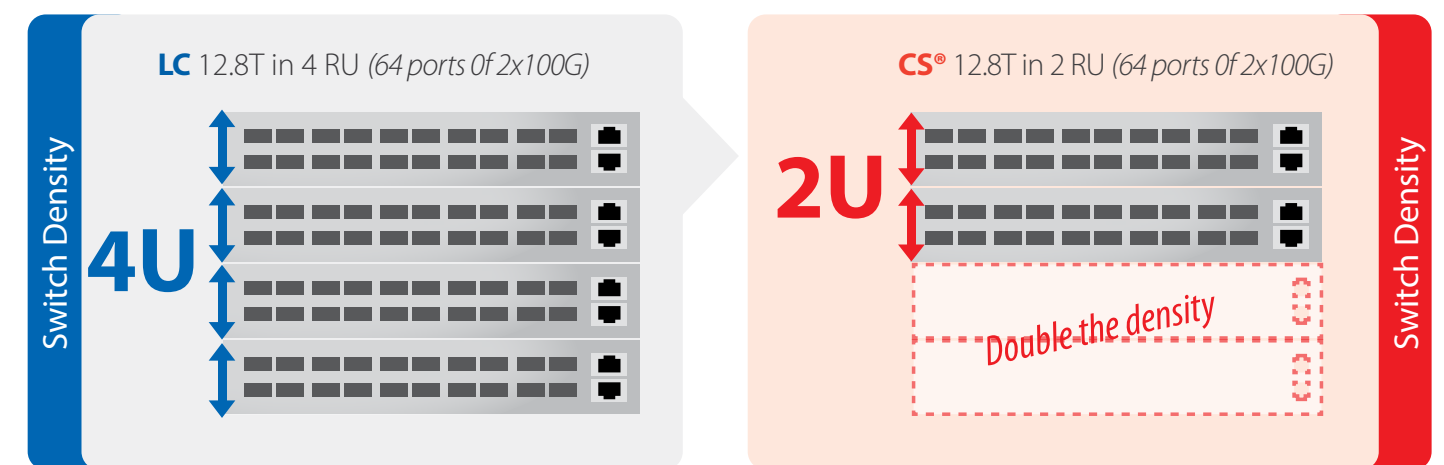 Switch Density
LC 12.8T in 4 RU (64 ports 0f 2x100G)
4U
CS® 12.8T in 2 RU (64 ports 0f 2x100G)
2U
Double the density
Switch Density